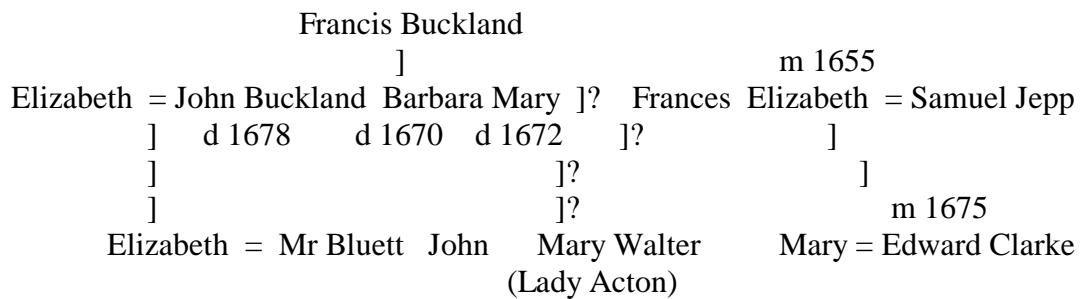 Francis Buckland
] m 1655
Elizabeth = John Buckland Barbara Mary ]? Frances Elizabeth = Samuel Jepp
] d 1678 d 1670 d 1672 ]? ]
] ]? ]
] ]? m 1675
Elizabeth = Mr Bluett John Mary Walter Mary = Edward Clarke
(Lady Acton)